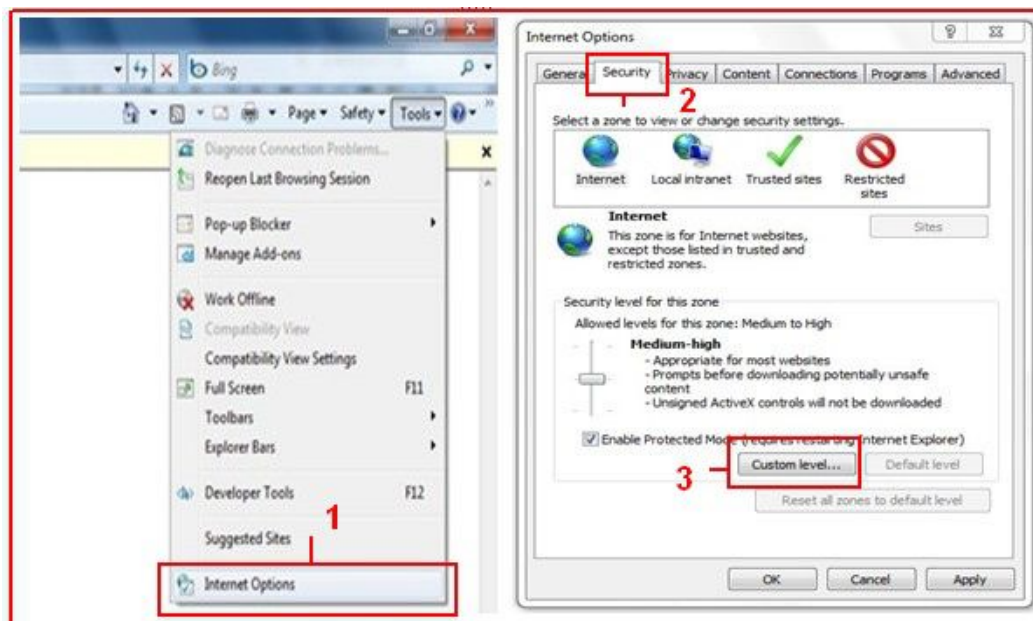 Bing
Page Safety Tools
Diagnose Connection Problems...
Reopen Last Browsing Session
Pop-up Blocker
Manage Add-ons
Work Offline
Compatibility View
Compatibility View Settings
Full Screen F11
Toolbars
Explorer Bars
Developer Tools F12
1
Suggested Sites
Internet Options
Internet Options
General Security Privacy Content Connections Programs Advanced
2
Select a zone to view or change security settings.
Internet Local intranet Trusted sites Restricted
sites
Internet
Sites
This zone is for Internet websites,
except those listed in trusted and
restricted zones.
Security level for this zone
Allowed levels for this zone: Medium to High
Medium-high
- Appropriate for most websites
- Prompts before downloading potentially unsafe
content
- Unsigned ActiveX controls will not be downloaded
Enable Protected Mode (requires restarting Internet Explorer)
3
Custom level... Default level
Reset all zones to default level
OK Cancel Apply